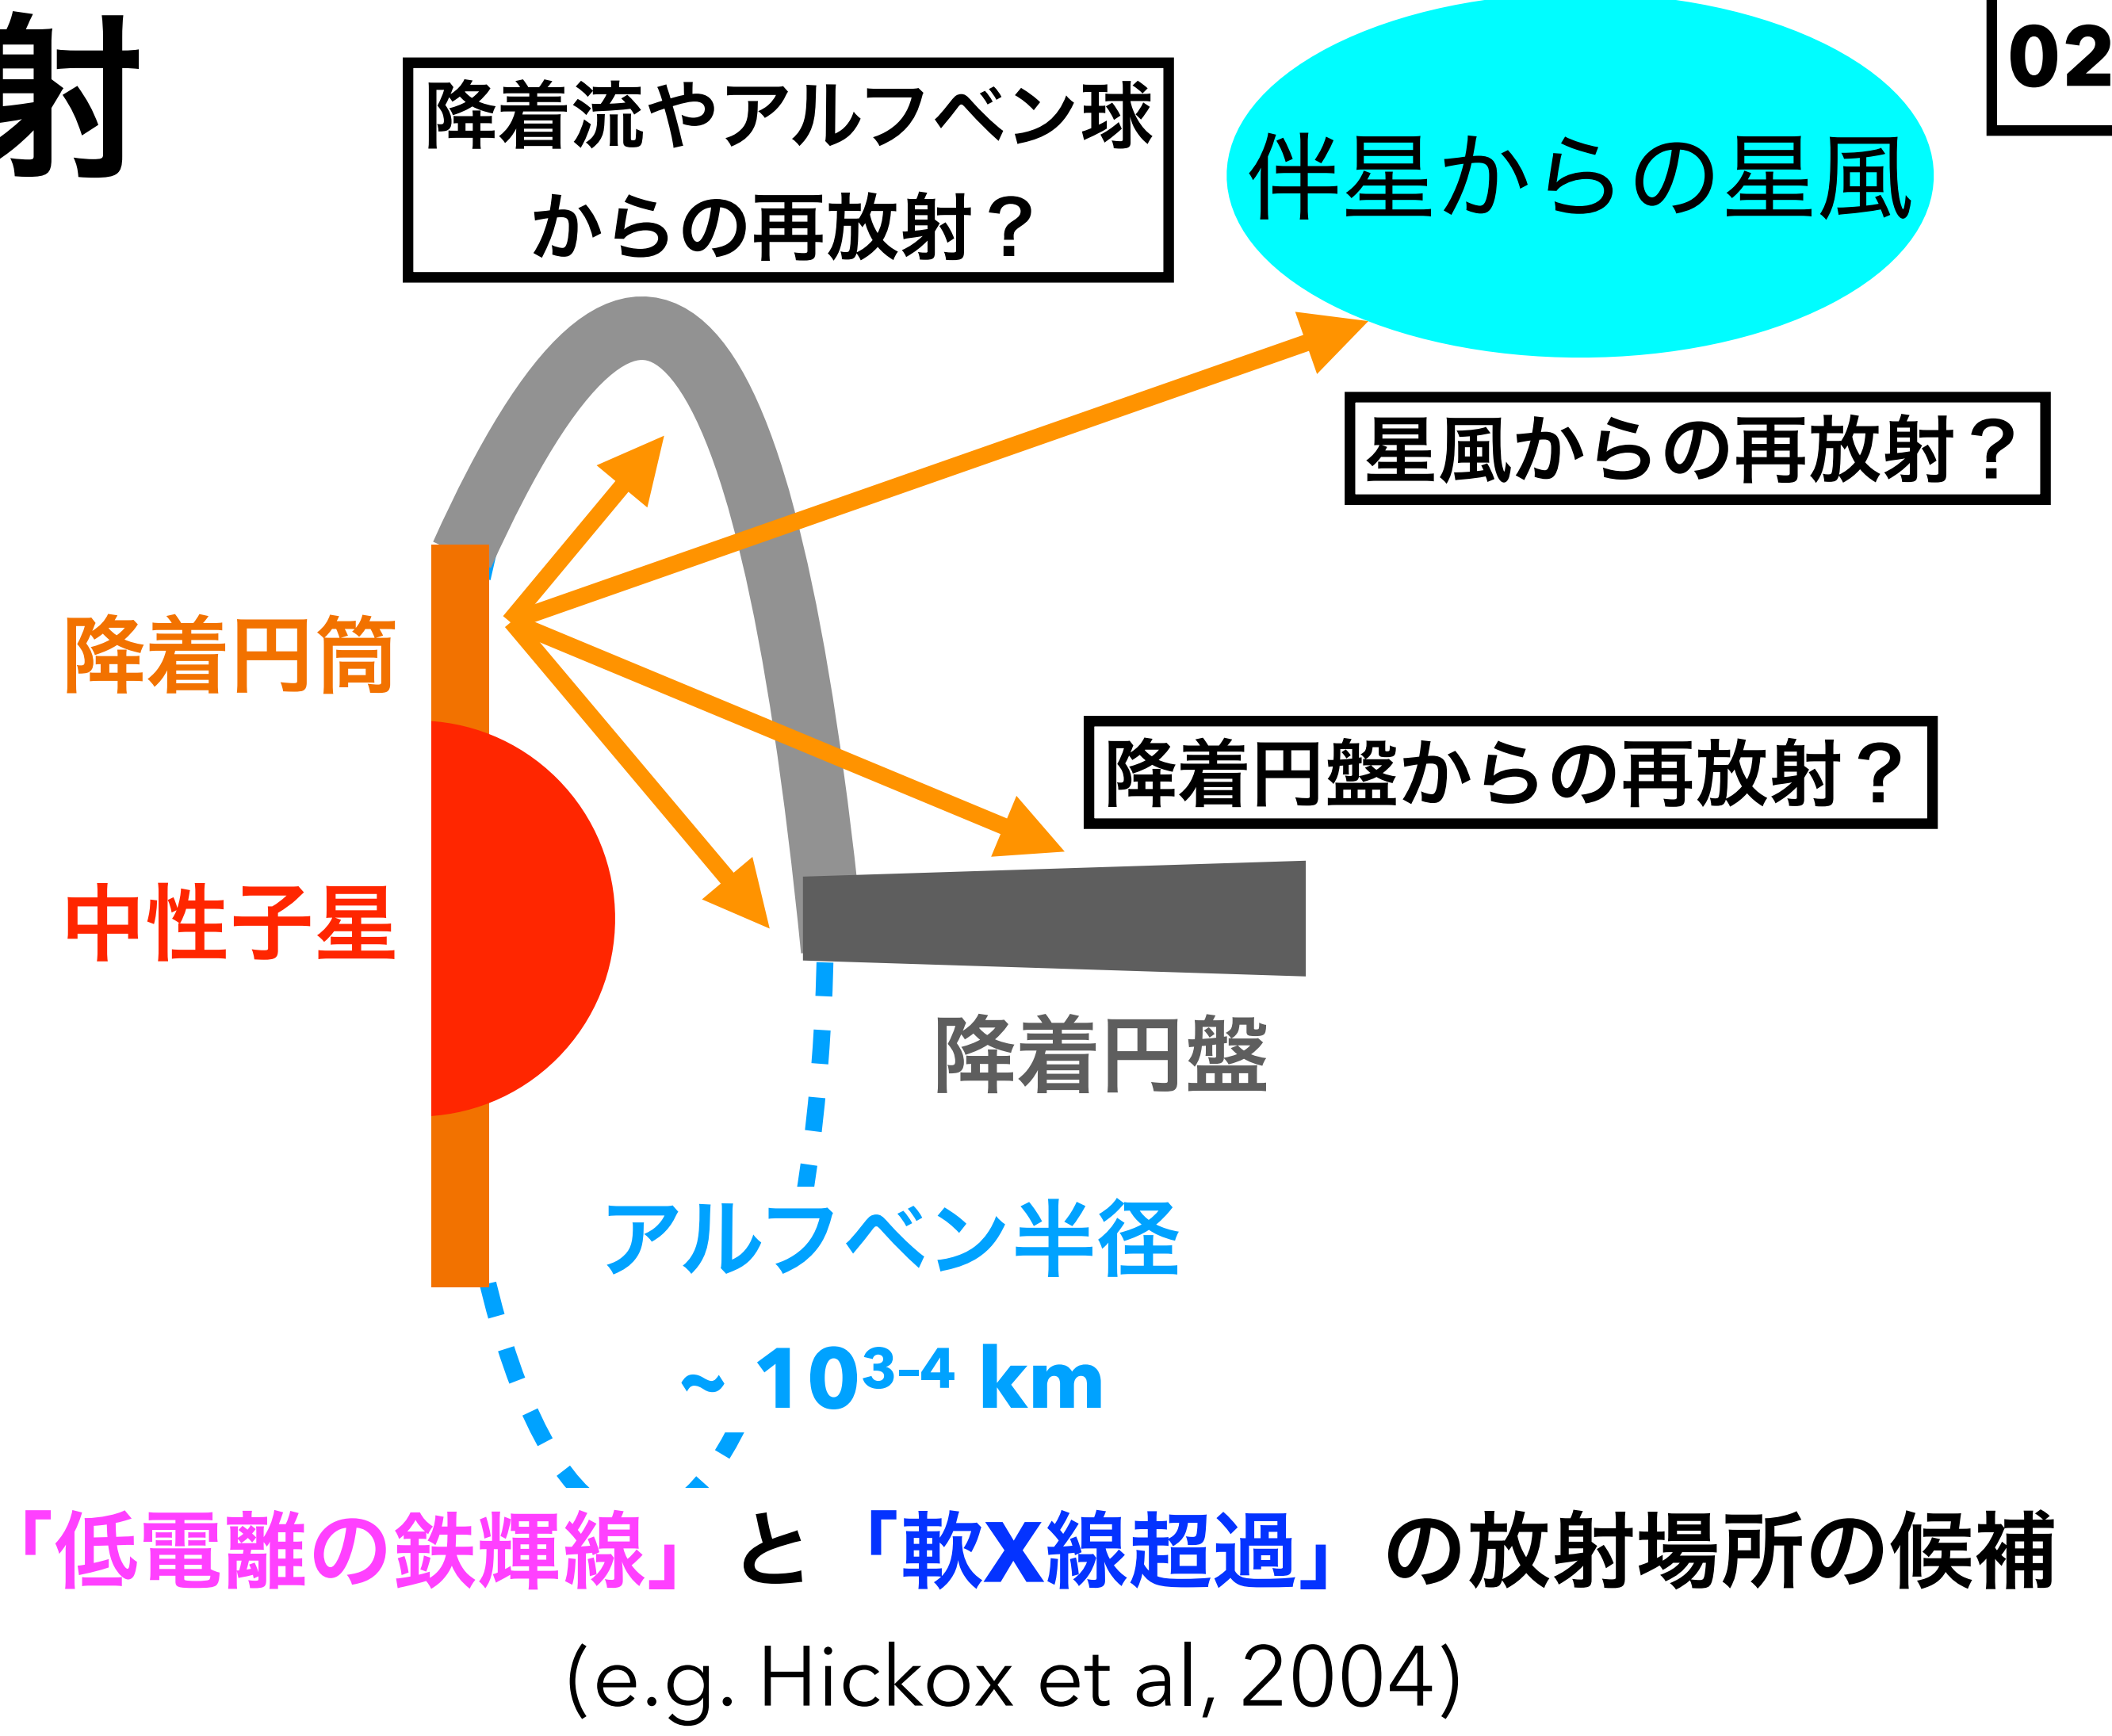 射
02
降着流やアルスベン球
からの再放射？
伴星からの星風
星風からの再放射？
降着円筒
降着円盤からの再放射？
中性子星
降着円盤
アルフベン半径
~ 10³⁻⁴ km
「低電離の鉄輝線」 と 「軟X線超過」 の放射場所の候補
(e.g. Hickox et al, 2004)